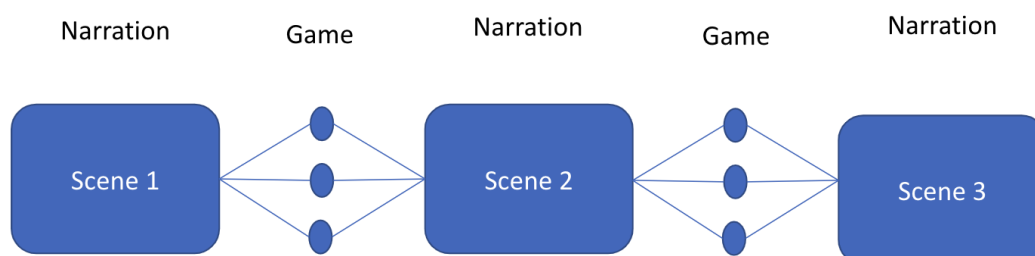 Narration
Game
Narration
Game
Narration
Scene 1
Scene 2
Scene 3